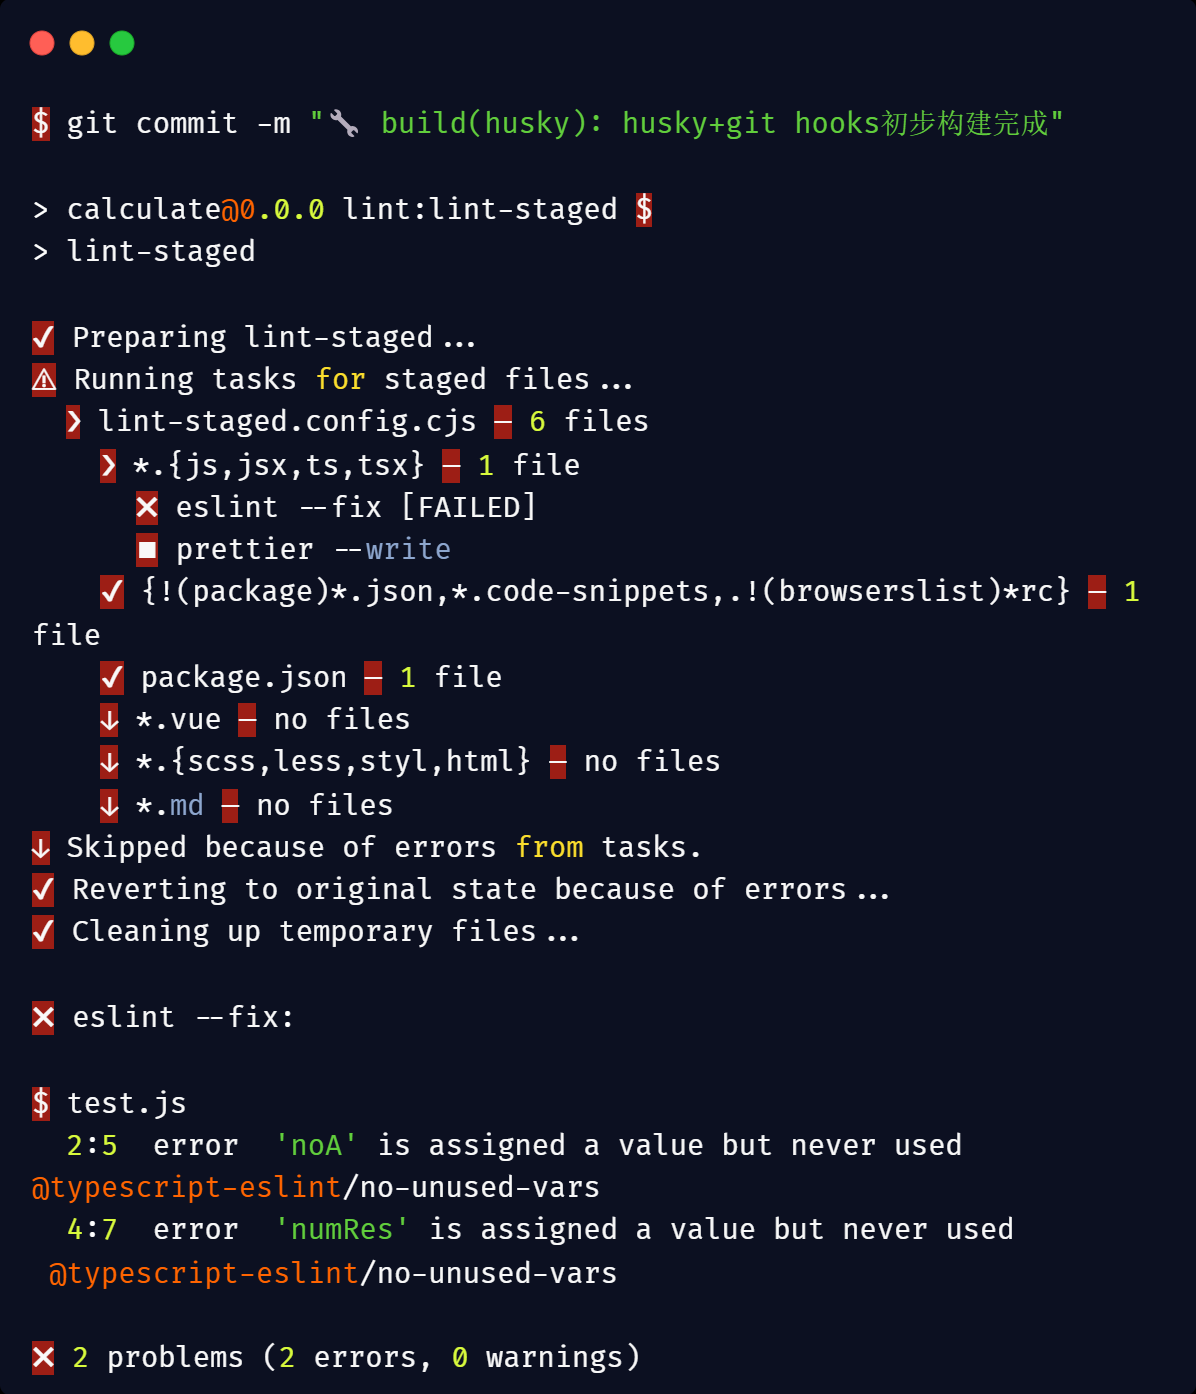 $ git commit -m "🔧 build(husky): husky+git hooks初步构建完成"
> calculate@0.0.0 lint:lint-staged $
> lint-staged
✔ Preparing lint-staged...
⚠ Running tasks for staged files...
❯ lint-staged.config.cjs — 6 files
❯ *.{js,jsx,ts,tsx} — 1 file
✖ eslint --fix [FAILED]
◼ prettier --write
✔ {!(package)*.json,*.code-snippets,.!(browserslist)*rc} — 1
file
✔ package.json — 1 file
↓ *.vue — no files
↓ *.{scss,less,styl,html} — no files
↓ *.md — no files
↓ Skipped because of errors from tasks.
✔ Reverting to original state because of errors...
✔ Cleaning up temporary files...
✖ eslint --fix:
$ test.js
2:5  error  'noA' is assigned a value but never used
@typescript-eslint/no-unused-vars
4:7  error  'numRes' is assigned a value but never used
@typescript-eslint/no-unused-vars
✖ 2 problems (2 errors, 0 warnings)